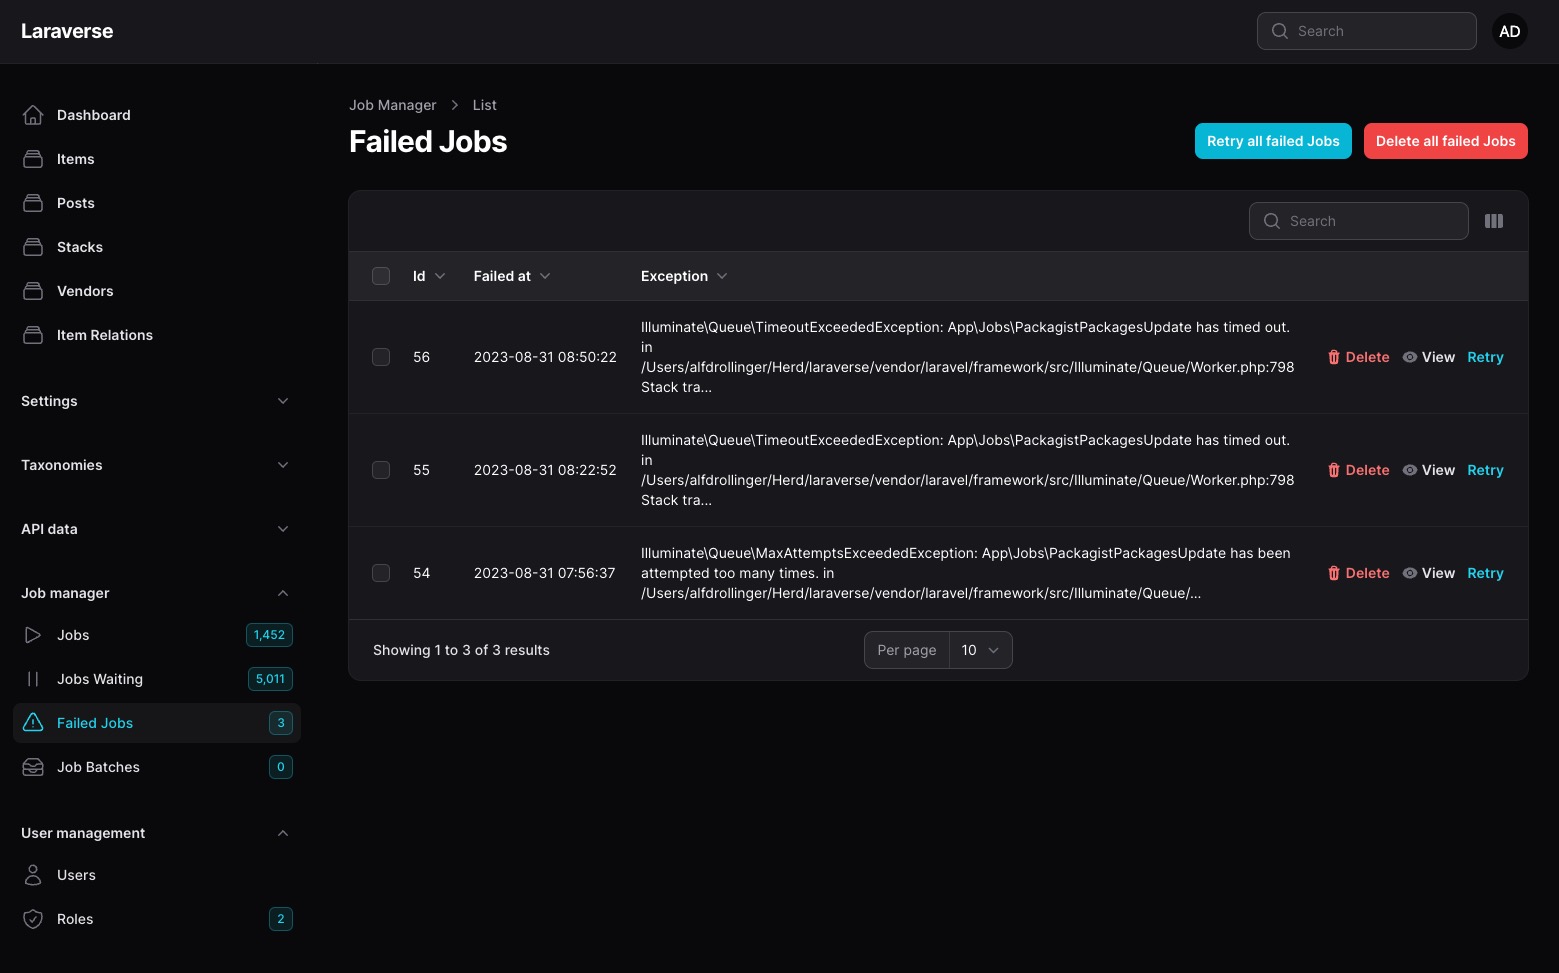 Laraverse
Search
AD
Dashboard
Items
Posts
Stacks
Vendors
Item Relations
Settings
Taxonomies
API data
Job manager
Jobs 1,452
Jobs Waiting 5,011
Failed Jobs 3
Job Batches 0
User management
Users
Roles 2
Job Manager > List
Failed Jobs
Retry all failed Jobs
Delete all failed Jobs
Search
Id Failed at Exception
56 2023-08-31 08:50:22
Illuminate\Queue\TimeoutExceededException: App\Jobs\PackagistPackagesUpdate has timed out.
in
/Users/alfdrollinger/Herd/laraverse/vendor/laravel/framework/src/Illuminate/Queue/Worker.php:798
Stack tra...
Delete View Retry
55 2023-08-31 08:22:52
Illuminate\Queue\TimeoutExceededException: App\Jobs\PackagistPackagesUpdate has timed out.
in
/Users/alfdrollinger/Herd/laraverse/vendor/laravel/framework/src/Illuminate/Queue/Worker.php:798
Stack tra...
Delete View Retry
54 2023-08-31 07:56:37
Illuminate\Queue\MaxAttemptsExceededException: App\Jobs\PackagistPackagesUpdate has been
attempted too many times. in
/Users/alfdrollinger/Herd/laraverse/vendor/laravel/framework/src/Illuminate/Queue/...
Delete View Retry
Showing 1 to 3 of 3 results
Per page 10